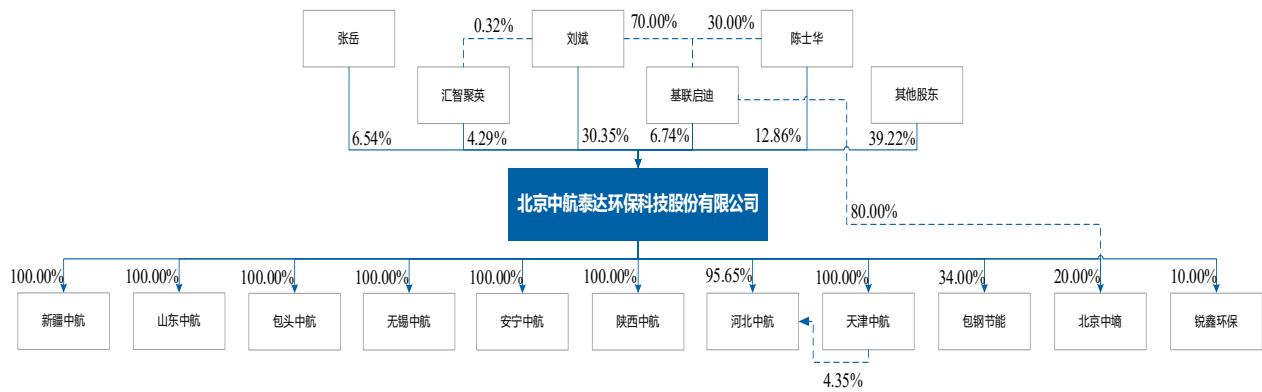 张岳
0.32%
刘斌
70.00%
30.00%
陈士华
汇智聚英
基联启迪
其他股东
6.54%
4.29%
30.35%
6.74%
12.86%
39.22%
北京中航泰达环保科技股份有限公司
80.00%
100.00%
100.00%
100.00%
100.00%
100.00%
100.00%
95.65%
100.00%
34.00%
20.00%
10.00%
新疆中航
山东中航
包头中航
无锡中航
安宁中航
陕西中航
河北中航
天津中航
包钢节能
北京中墒
锐鑫环保
4.35%